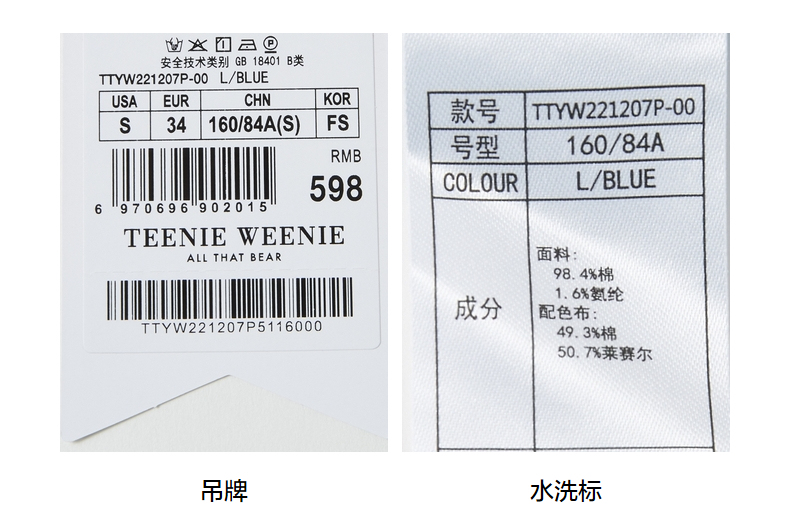 安全技术类别 GB 18401 B类
TTYW221207P-00 L/BLUE
USA EUR CHN KOR
S 34 160/84A(S) FS
RMB
598
6 970696 902015
TEENIE WEENIE
ALL THAT BEAR
TTYW221207P5116000
吊牌
款号 TTYW221207P-00
号型 160/84A
COLOUR L/BLUE
成分
面料:
98.4%棉
1.6%氨纶
配色布:
49.3%棉
50.7%莱赛尔
水洗标